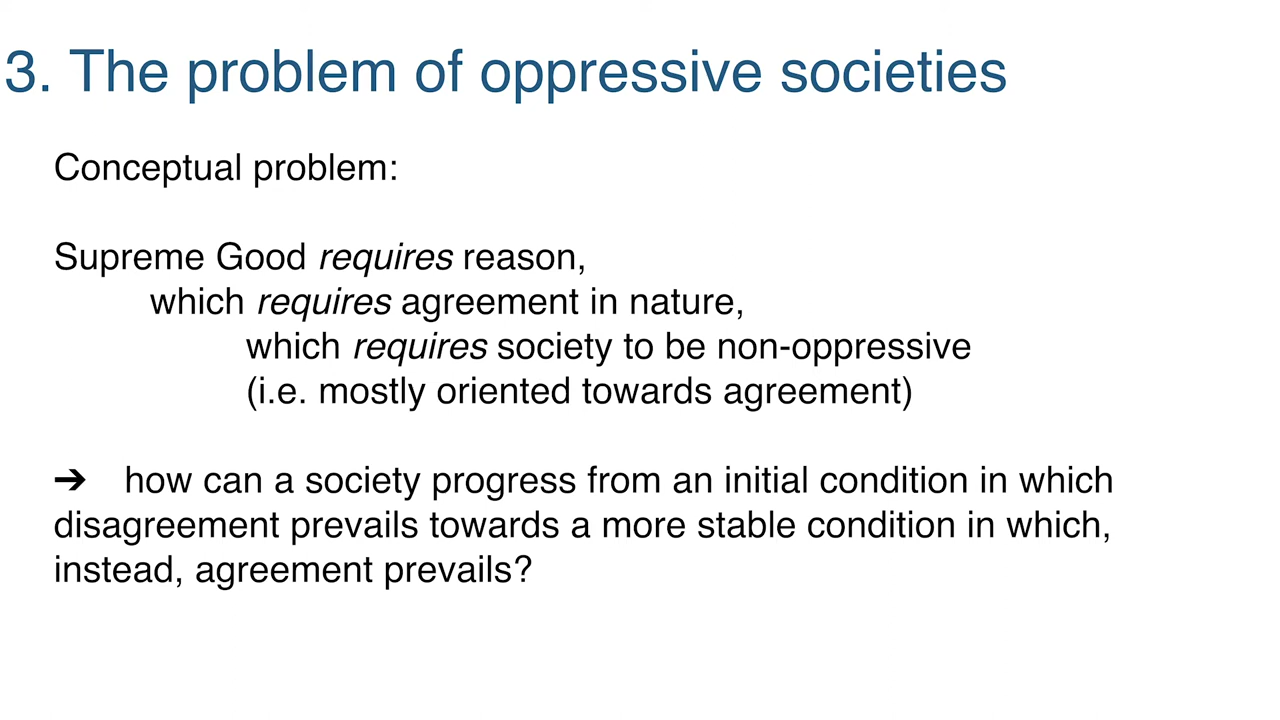 3. The problem of oppressive societies
Conceptual problem:
Supreme Good requires reason,
which requires agreement in nature,
which requires society to be non-oppressive
(i.e. mostly oriented towards agreement)
➔ how can a society progress from an initial condition in which
disagreement prevails towards a more stable condition in which,
instead, agreement prevails?